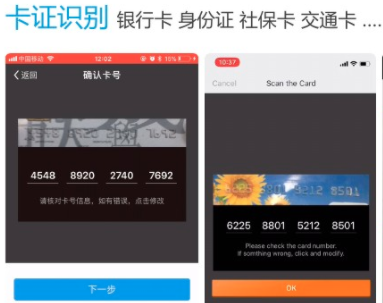 卡证识别 银行卡 身份证 社保卡 交通卡 ....
中国移动 12:02 15%
返回 确认卡号
4548 8920 2740 7692
请核对卡号信息，如有错误，点击修改
下一步
10:37
Cancel Scan the Card
6225 8801 5212 8501
Please check the card number.
If somthing wrong, click and modify.
OK